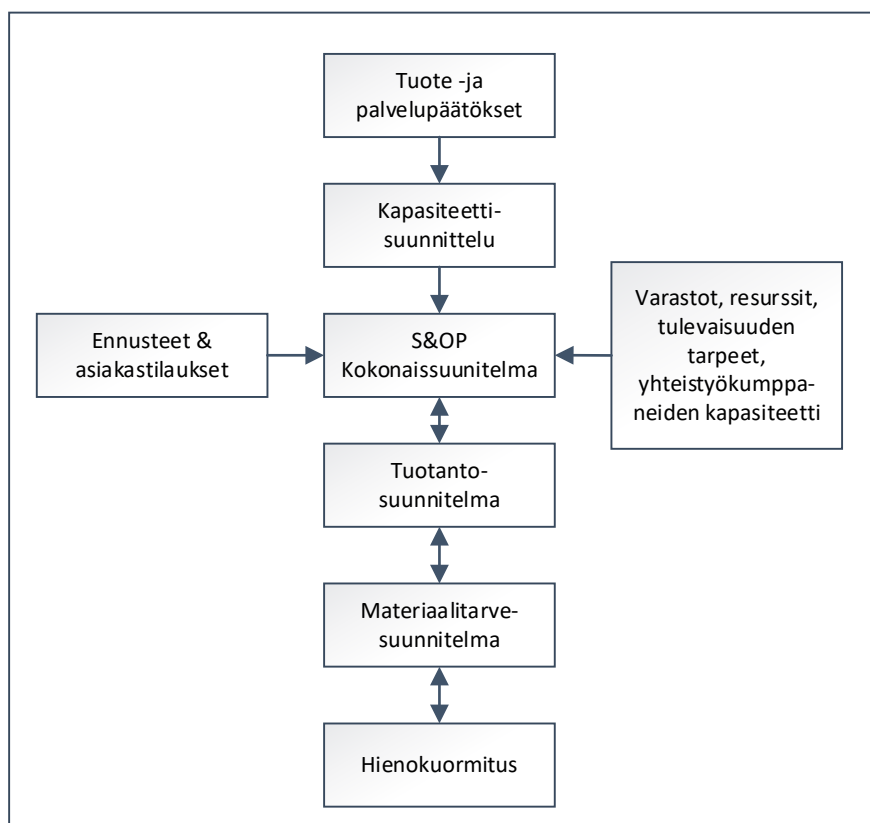 Tuote -ja
palvelupäätökset
Kapasiteetti-
suunnittelu
Ennusteet &
asiakastilaukset
S&OP
Kokonaissuunitelma
Varastot, resurssit,
tulevaisuuden
tarpeet,
yhteistyökumppa-
neiden kapasiteetti
Tuotanto-
suunnitelma
Materiaalitarve-
suunnitelma
Hienokuormitus